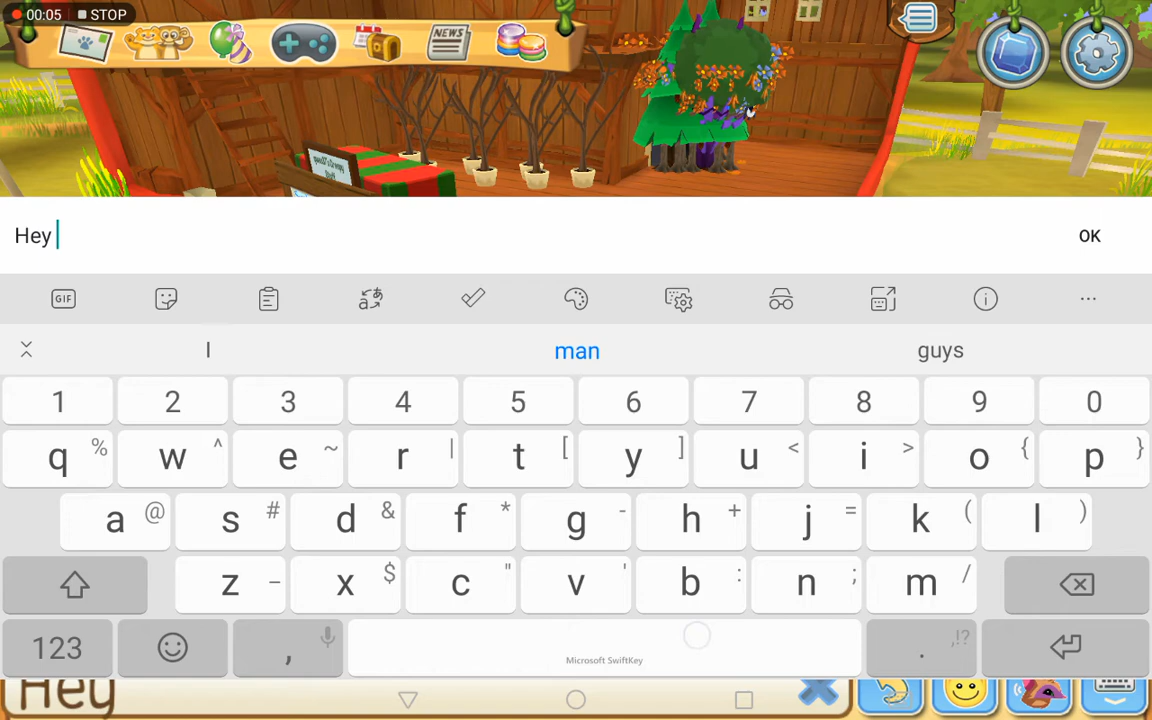 00:05 STOP
NEWS
Hey
OK
GIF
I man guys
1 2 3 4 5 6 7 8 9 0
q % w ^ e ~ r | t [ y ] u < i > o { p }
a @ s # d & f * g - h + j = k ( l )
z _ x $ c " v ' b : n ; m /
123 , . ,!?
Microsoft SwiftKey
Hey